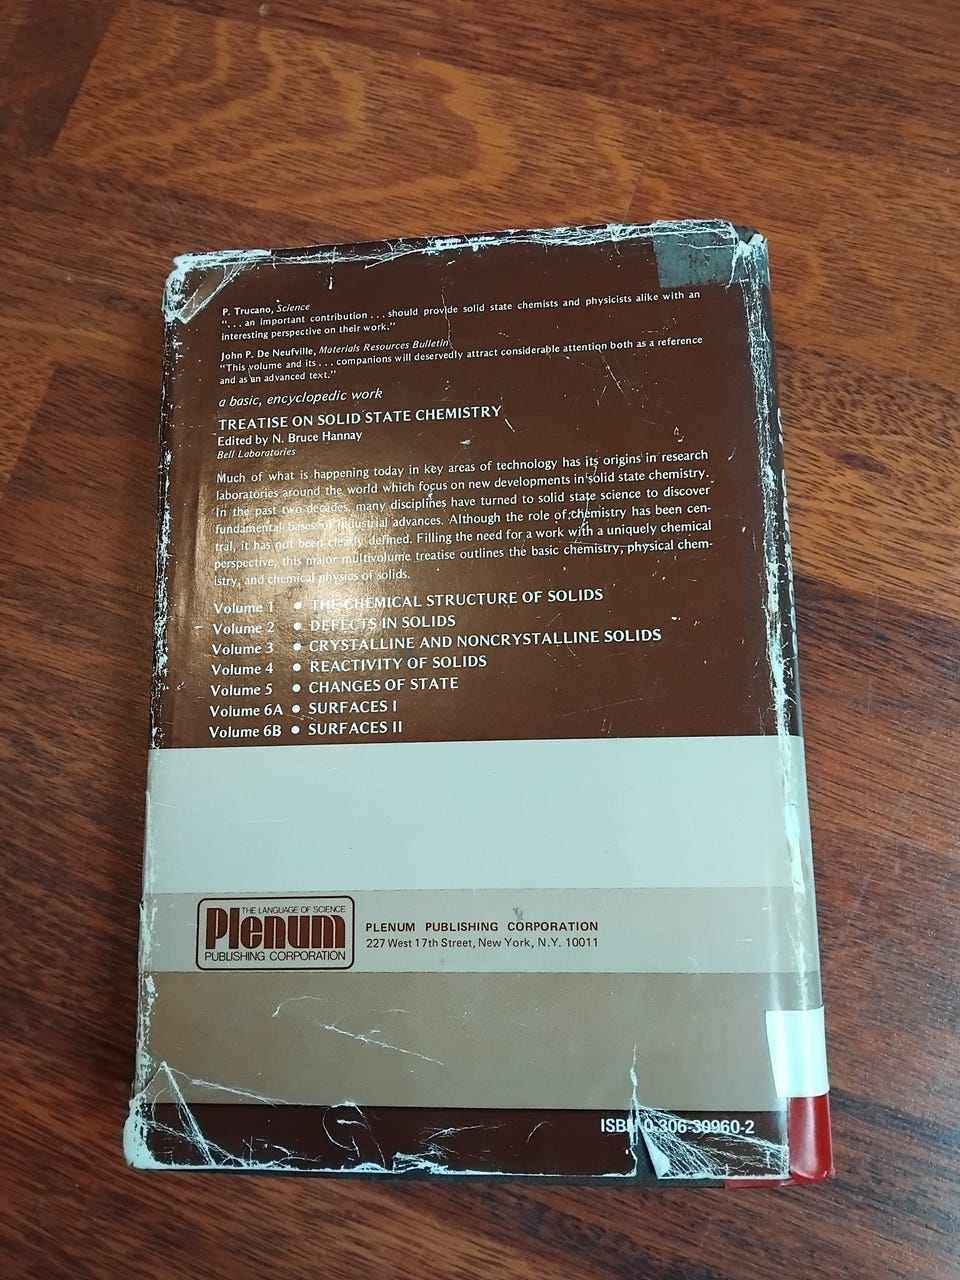 P. Trucano, Science
". . . an important contribution . . . should provide solid state chemists and physicists alike with an
interesting perspective on their work."
John P. De Neufville, Materials Resources Bulletin
"This volume and its . . . companions will deservedly attract considerable attention both as a reference
and as an advanced text."
a basic, encyclopedic work
TREATISE ON SOLID STATE CHEMISTRY
Edited by N. Bruce Hannay
Bell Laboratories
Much of what is happening today in key areas of technology has its origins in research
laboratories around the world which focus on new developments in solid state chemistry.
In the past two decades, many disciplines have turned to solid state science to discover
fundamental bases of industrial advances. Although the role of chemistry has been cen-
tral, it has not been clearly defined. Filling the need for a work with a uniquely chemical
perspective, this major multivolume treatise outlines the basic chemistry, physical chem-
istry, and chemical physics of solids.
Volume 1 • THE CHEMICAL STRUCTURE OF SOLIDS
Volume 2 • DEFECTS IN SOLIDS
Volume 3 • CRYSTALLINE AND NONCRYSTALLINE SOLIDS
Volume 4 • REACTIVITY OF SOLIDS
Volume 5 • CHANGES OF STATE
Volume 6A • SURFACES I
Volume 6B • SURFACES II
THE LANGUAGE OF SCIENCE
Plenum
PUBLISHING CORPORATION
PLENUM PUBLISHING CORPORATION
227 West 17th Street, New York, N.Y. 10011
ISBN 0-306-30960-2